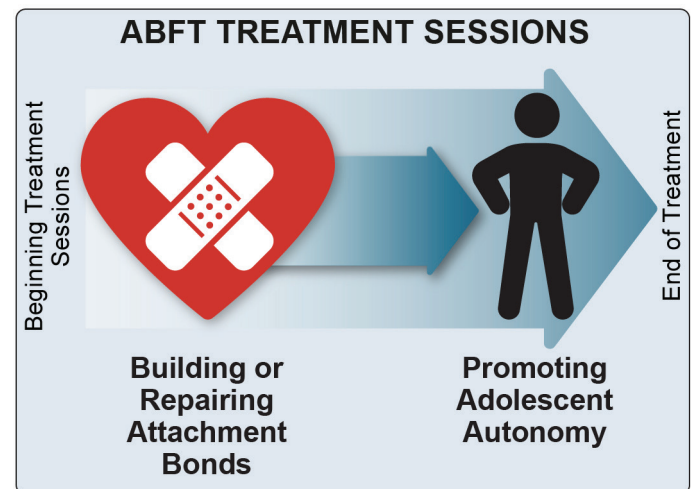 ABFT TREATMENT SESSIONS
Beginning Treatment
Sessions
End of Treatment
Building or
Repairing
Attachment
Bonds
Promoting
Adolescent
Autonomy